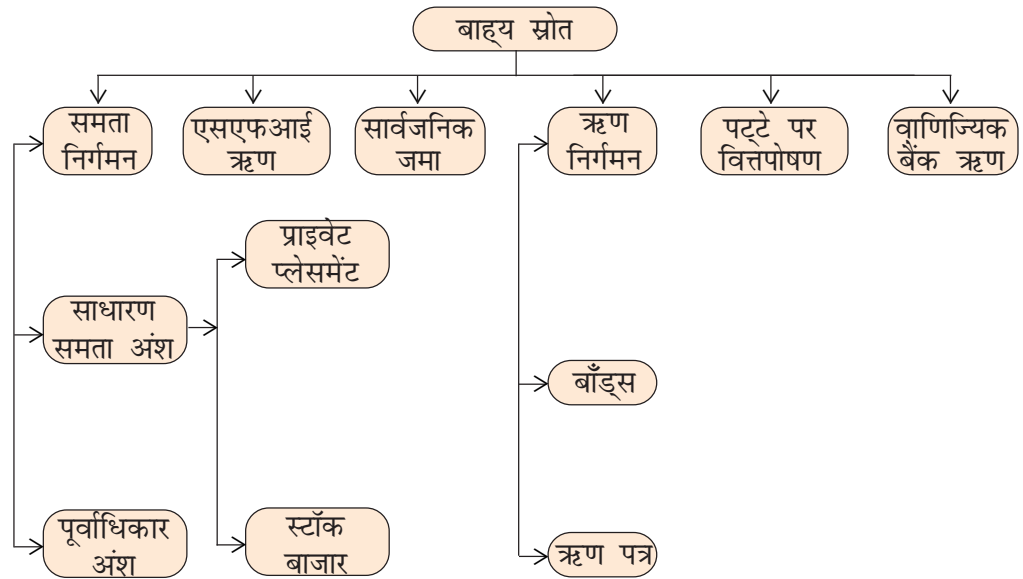 बाह्य स्रोत
समता
निर्गमन
एसएफआई
ऋण
सार्वजनिक
जमा
ऋण
निर्गमन
पट्टे पर
वित्तपोषण
वाणिज्यिक
बैंक ऋण
प्राइवेट
प्लेसमेंट
साधारण
समता अंश
बाँड्स
पूर्वाधिकार
अंश
स्टॉक
बाजार
ऋण पत्र